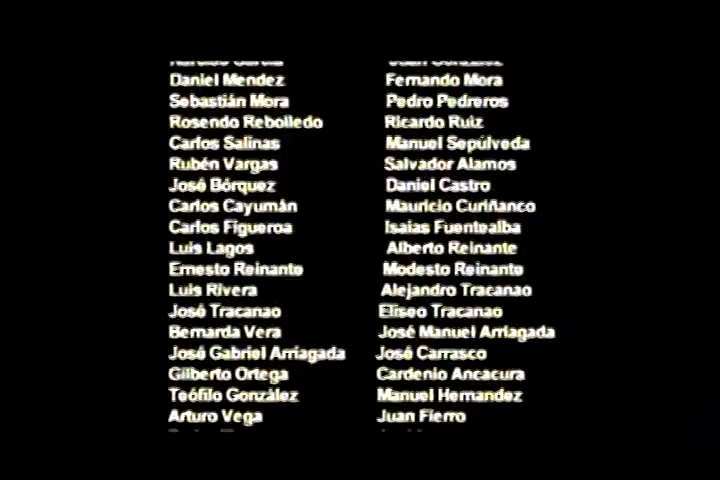 Daniel Mendez Fernando Mora
Sebastián Mora Pedro Pedreros
Rosendo Rebolledo Ricardo Ruiz
Carlos Salinas Manuel Sepúlveda
Rubén Vargas Salvador Alamos
José Bórquez Daniel Castro
Carlos Cayumán Mauricio Curiñanco
Carlos Figueroa Isaias Fuentealba
Luis Lagos Alberto Reinante
Ernesto Reinante Modesto Reinante
Luis Rivera Alejandro Tracanao
José Tracanao Eliseo Tracanao
Bernarda Vera José Manuel Arriagada
José Gabriel Arriagada José Carrasco
Gilberto Ortega Cardenio Ancacura
Teófilo González Manuel Hernandez
Arturo Vega Juan Fierro